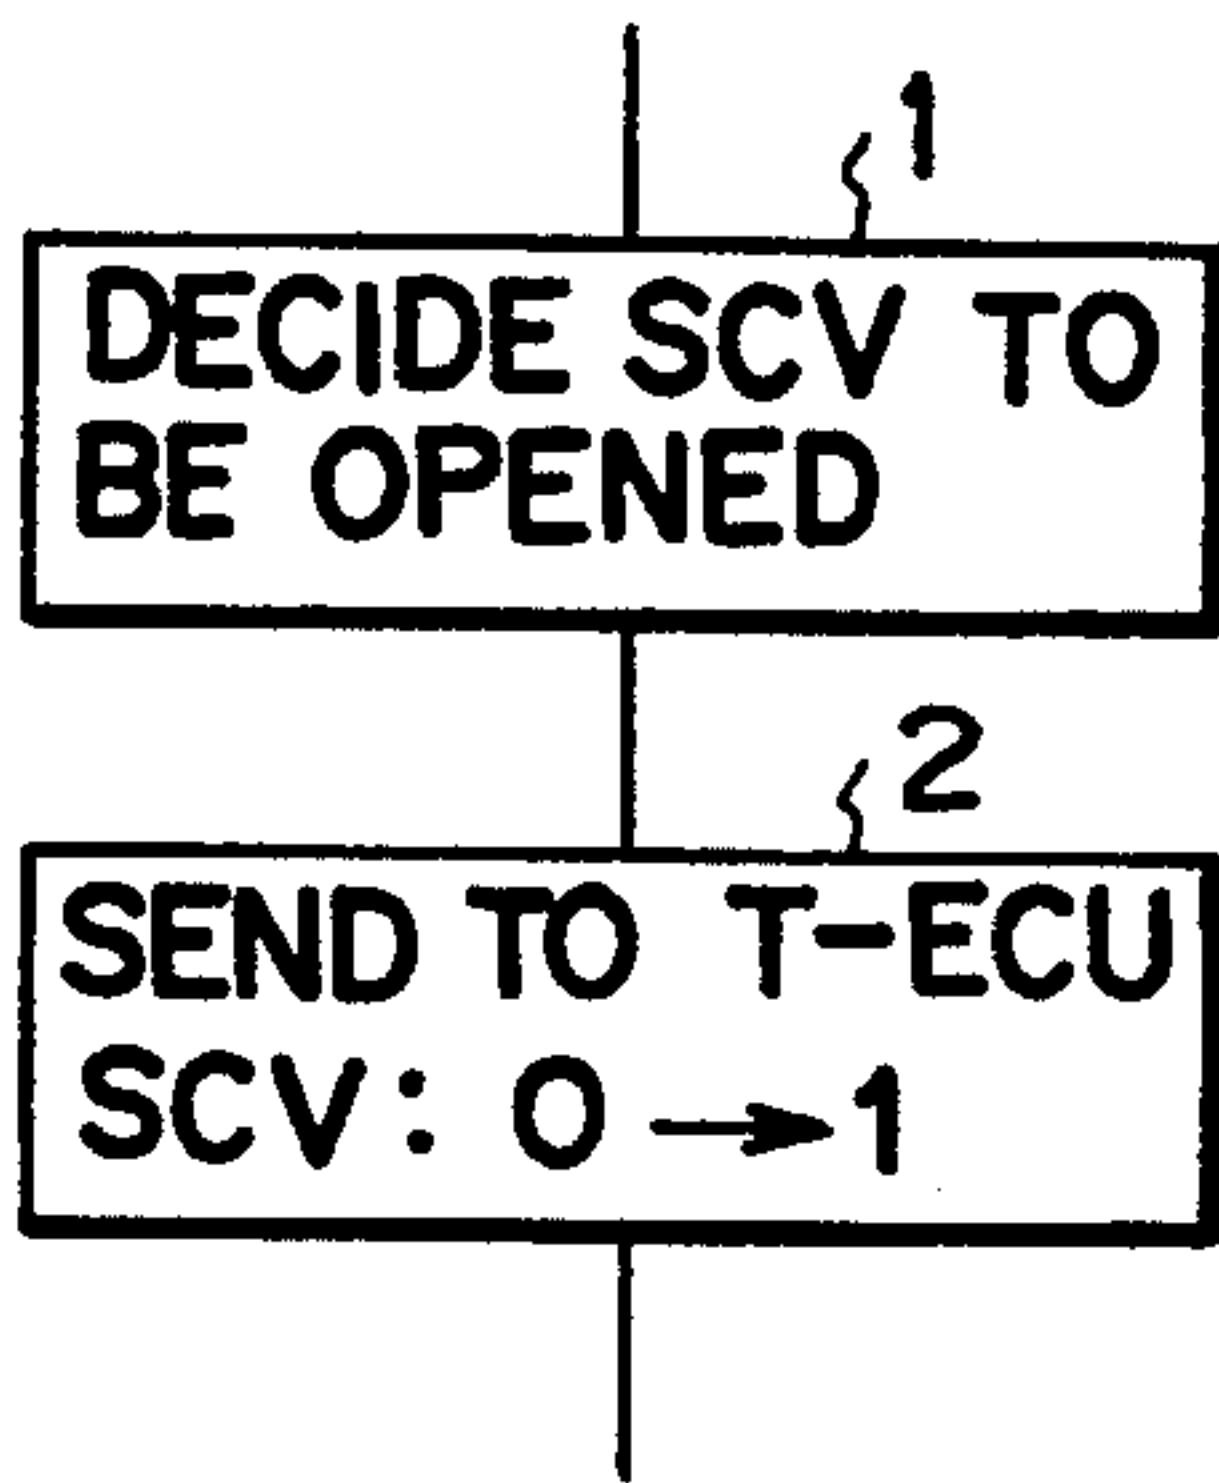 1
DECIDE SCV TO
BE OPENED
2
SEND TO T-ECU
SCV: 0 → 1